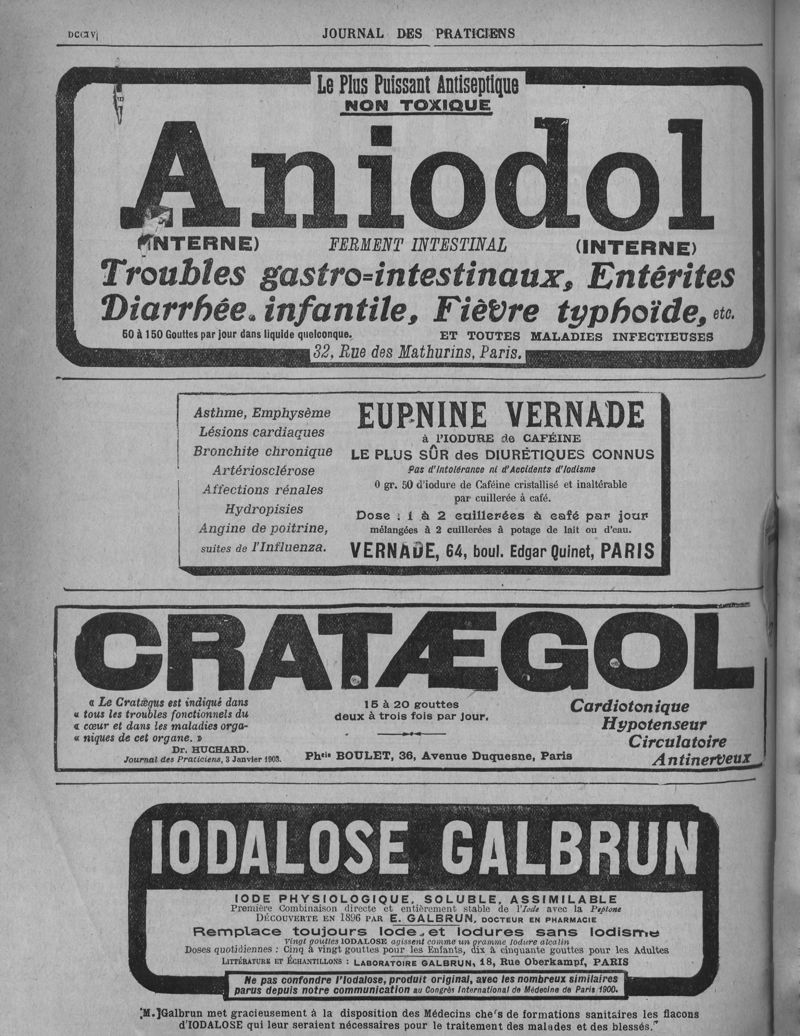 JOURNAL DES PRATICIENS
Le Plus Puissant Antiseptique
NON TOXIQUE
Aniodol
(INTERNE) FERMENT INTESTINAL (INTERNE)
Troubles gastro-intestinaux, Entérites
Diarrhée infantile, Fièvre typhoïde, etc.
50 à 150 Gouttes par jour dans liquide quelconque. ET TOUTES MALADIES INFECTIEUSES
32, Rue des Mathurins, Paris.
Asthme, Emphysème
Lésions cardiaques
Bronchite chronique
Artériosclérose
Affections rénales
Hydropisies
Angine de poitrine,
suites de l'Influenza.
EUPNINE VERNADE
à l'IODURE de CAFÉINE
LE PLUS SÛR des DIURÉTIQUES CONNUS
Pas d'Intolérance ni d'Accidents d'Iodisme
0 gr. 50 d'iodure de Caféine cristallisé et inaltérable
par cuillerée à café.
Dose : 1 à 2 cuillerées à café par jour
mélangées à 2 cuillerées à potage de lait ou d'eau.
VERNADE, 64, boul. Edgar Quinet, PARIS
CRATÆGOL
« Le Cratægus est indiqué dans
« tous les troubles fonctionnels du
« cœur et dans les maladies orga-
« niques de cet organe. »
Dr. HUCHARD.
Journal des Praticiens, 3 Janvier 1903.
15 à 20 gouttes
deux à trois fois par jour.
Phcie BOULET, 36, Avenue Duquesne, Paris
Cardiotonique
Hypotenseur
Circulatoire
Antinerveux
IODALOSE GALBRUN
IODE PHYSIOLOGIQUE, SOLUBLE, ASSIMILABLE
Première Combinaison directe et entièrement stable de l'Iode avec la Peptone
DÉCOUVERTE EN 1896 PAR E. GALBRUN, DOCTEUR EN PHARMACIE
Remplace toujours Iode et Iodures sans Iodisme
Vingt gouttes IODALOSE agissent comme un gramme Iodure alcalin
Doses quotidiennes : Cinq à vingt gouttes pour les Enfants, dix à cinquante gouttes pour les Adultes
LITTÉRATURE ET ÉCHANTILLONS : LABORATOIRE GALBRUN, 18, Rue Oberkampf, PARIS
Ne pas confondre l'Iodalose, produit original, avec les nombreux similaires
parus depuis notre communication au Congrès International de Médecine de Paris 1900.
[M.]Galbrun met gracieusement à la disposition des Médecins chefs de formations sanitaires les flacons
d'IODALOSE qui leur seraient nécessaires pour le traitement des malades et des blessés."